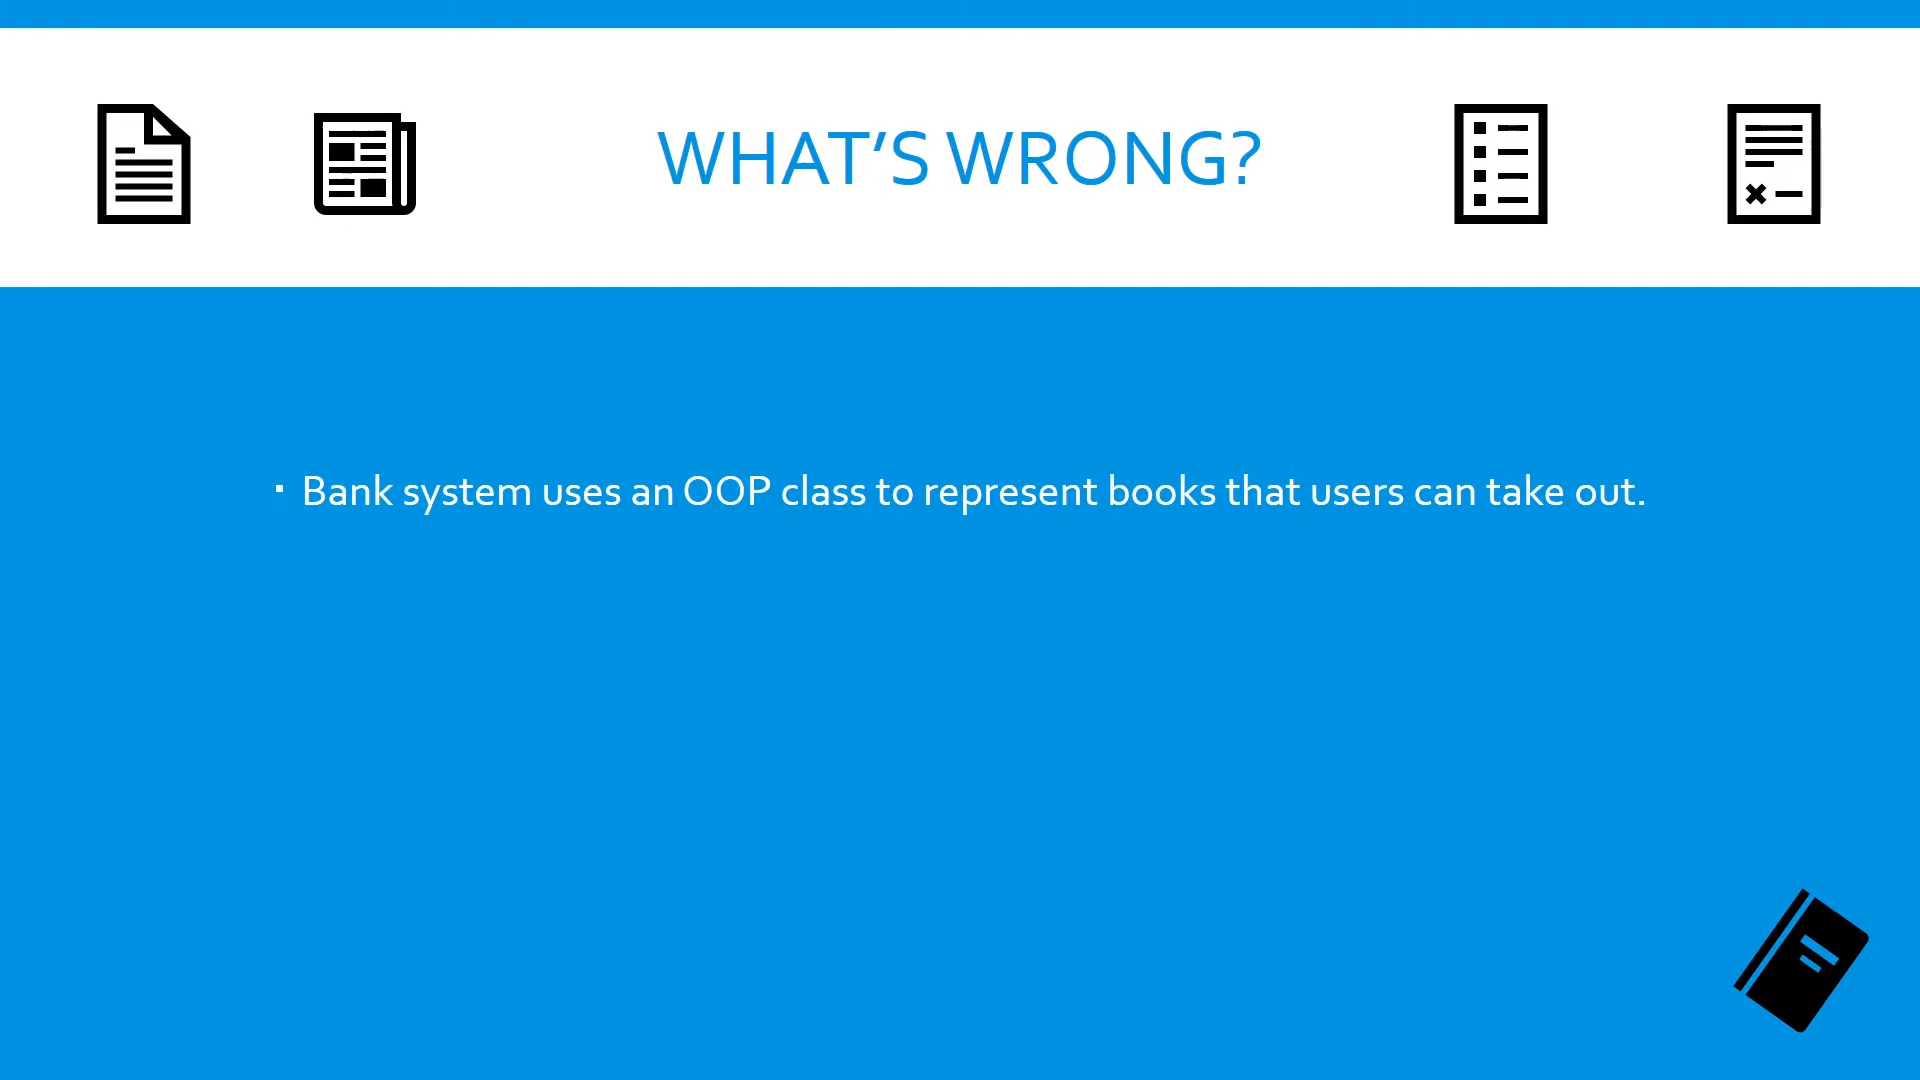 WHAT’S WRONG?
▪ Bank system uses an OOP class to represent books that users can take out.